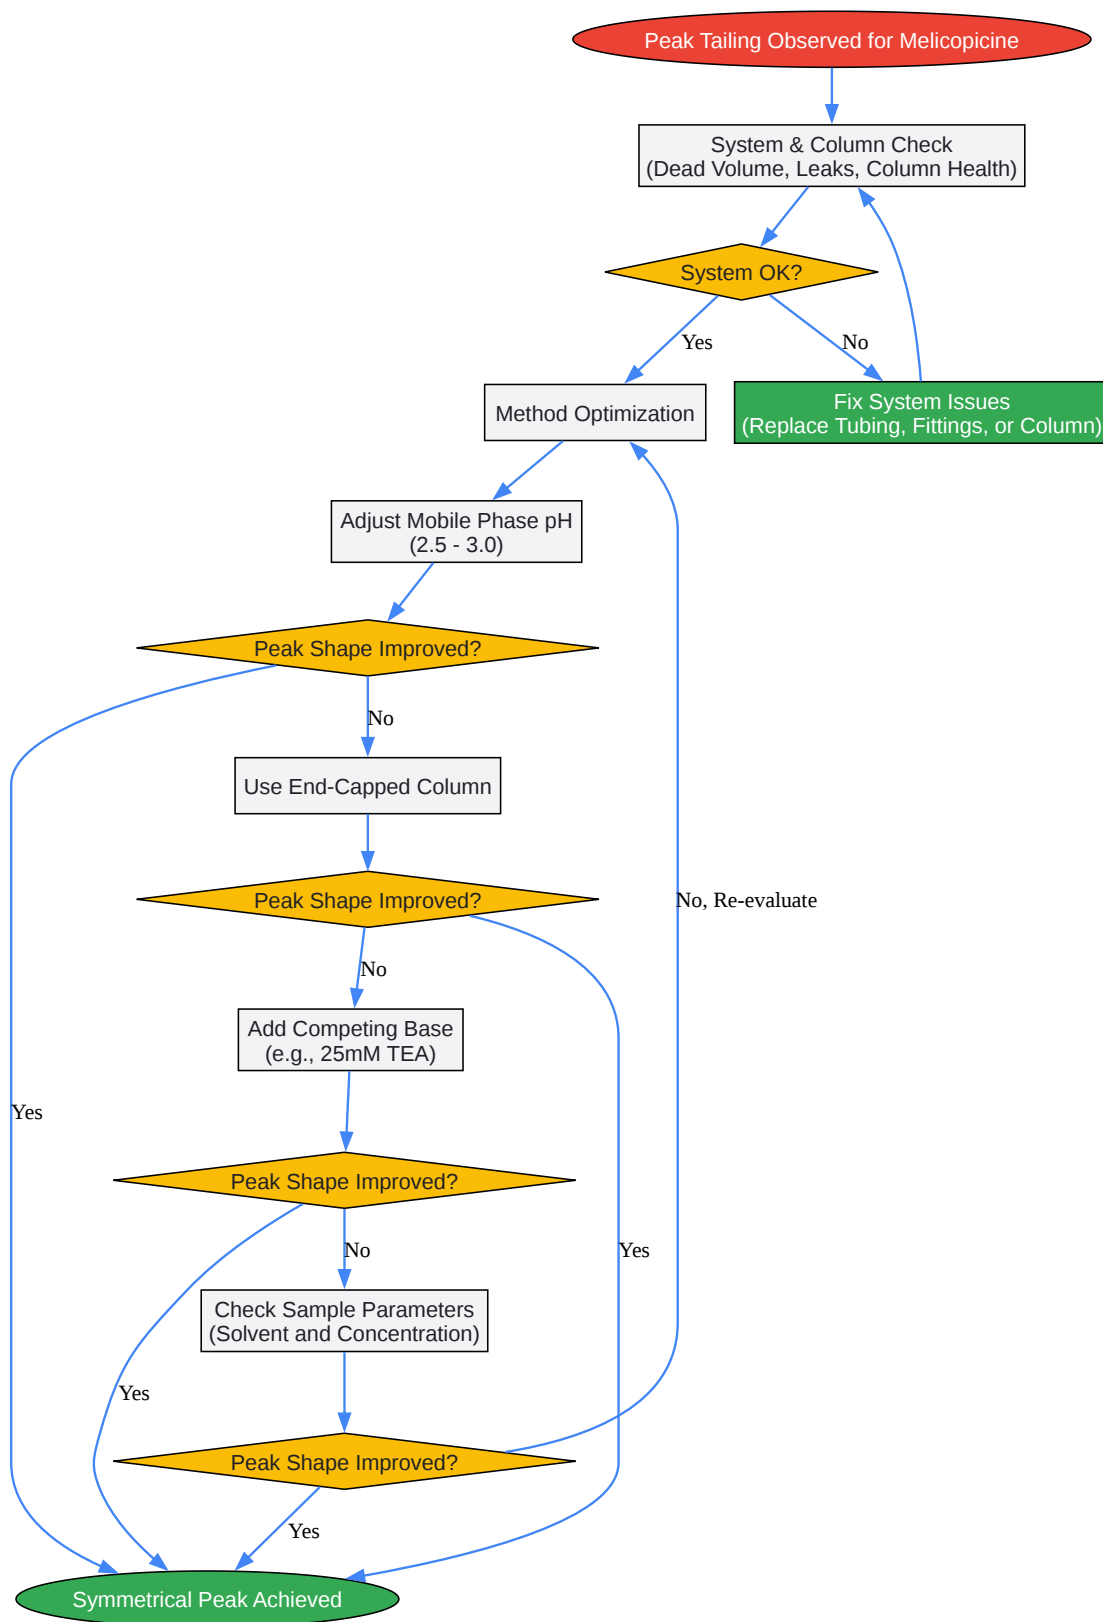 Peak Tailing Observed for Melicopicine
System & Column Check
(Dead Volume, Leaks, Column Health)
System OK?
Yes
No
Method Optimization
Fix System Issues
(Replace Tubing, Fittings, or Column)
Adjust Mobile Phase pH
(2.5 - 3.0)
Peak Shape Improved?
No
Use End-Capped Column
Peak Shape Improved?
No, Re-evaluate
No
Add Competing Base
(e.g., 25mM TEA)
Yes
Peak Shape Improved?
No
Yes
Check Sample Parameters
(Solvent and Concentration)
Yes
Peak Shape Improved?
Yes
Symmetrical Peak Achieved